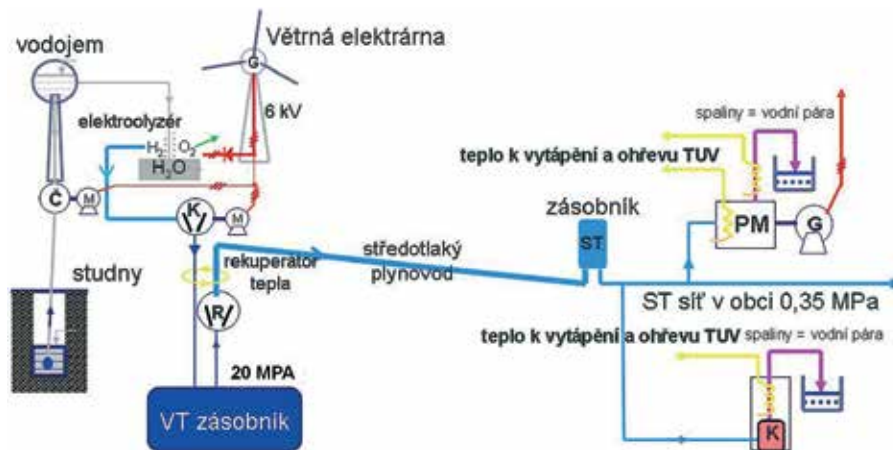 vodojem
Větrná elektrárna
G
6 kV
elektroolyzér
H2 O2
H2O
Č
M
K
M
studny
rekuperátor
tepla
R
20 MPA
VT zásobník
středotlaký
plynovod
zásobník
ST
spaliny = vodní pára
teplo k vytápění a ohřevu TUV
PM
G
ST síť v obci 0,35 MPa
teplo k vytápění a ohřevu TUV
spaliny = vodní pára
K